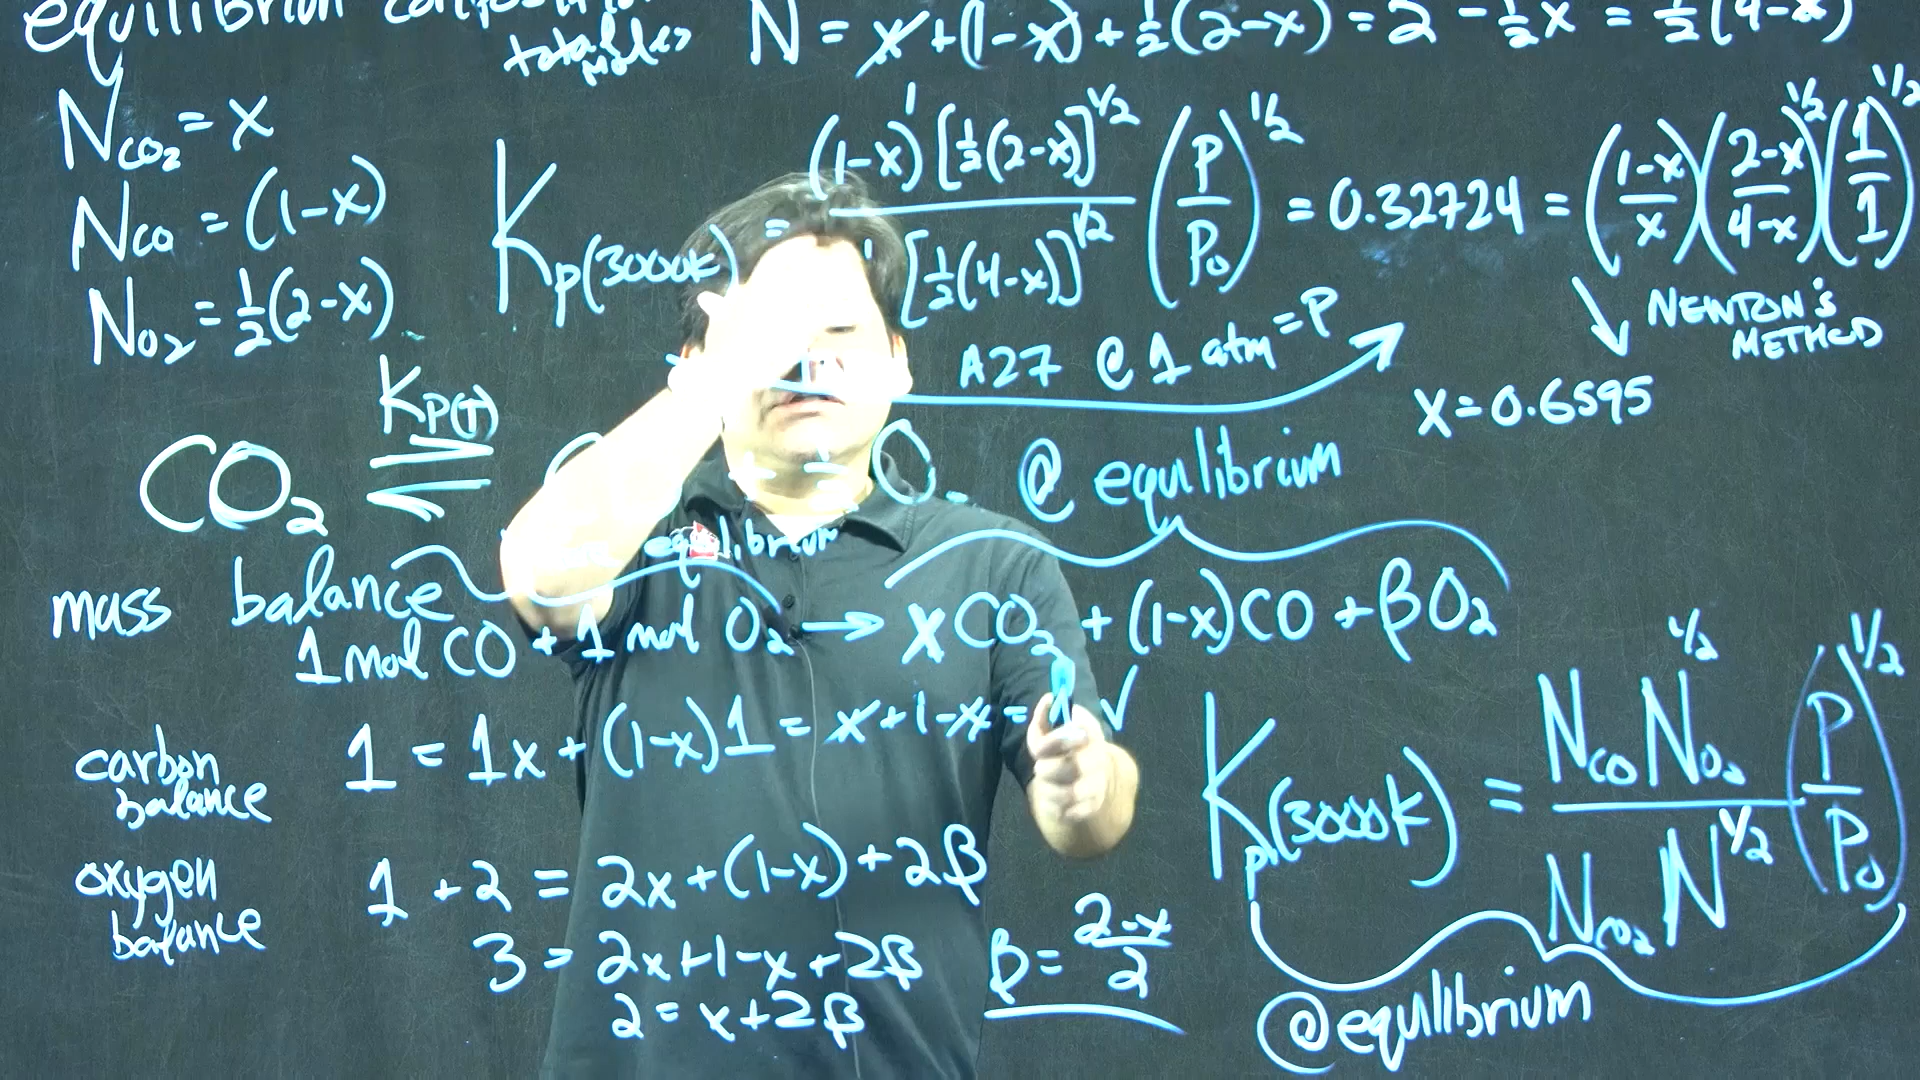 equilibrium composition
total moles N = x + (1-x) + ½(2-x) = 2 - ½x = ½(4-x)
N_CO₂ = x
N_CO = (1-x)
N_O₂ = ½(2-x)
K_p(3000K) = (1-x)¹ [½(2-x)]^½ / [½(4-x)]^½ (P/P₀)^½ = 0.32724 = ((1-x)/x) ((2-x)/(4-x))^½ (1/1)^½
A27 @ 1 atm = P
NEWTON'S METHOD
x = 0.6595
K_P(T)
CO₂ ⇌ O
@ equlibrium
equilibrium
mass balance
1 mol CO + 1 mol O₂ → xCO₂ + (1-x)CO + βO₂
carbon balance 1 = 1x + (1-x)1 = x + 1 - x = 1 ✓
K_p(3000K) = N_CO N_O₂^½ / N_CO₂ N^½ (P/P₀)^½
oxygen balance 1 + 2 = 2x + (1-x) + 2β
3 = 2x + 1 - x + 2β
2 = x + 2β
β = (2-x)/2
@equlibrium